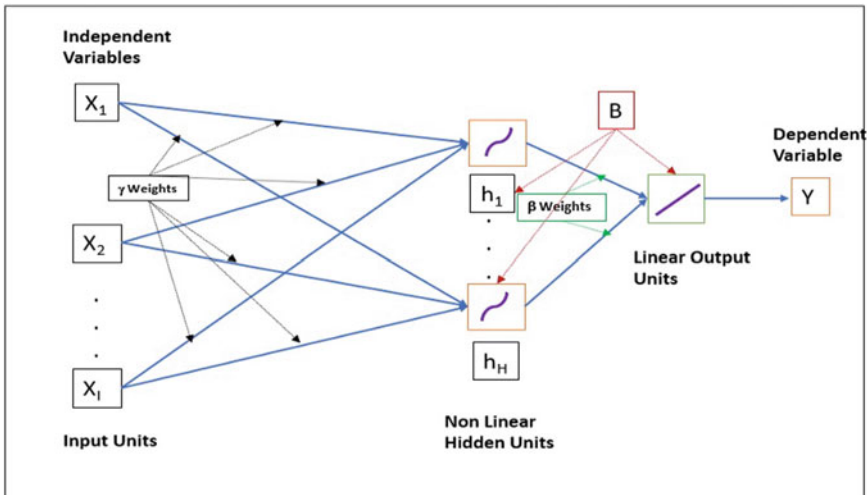 Independent
Variables
X1
B
Dependent
Variable
γ Weights
h1
β Weights
Y
X2
Linear Output
Units
hH
XI
Non Linear
Hidden Units
Input Units